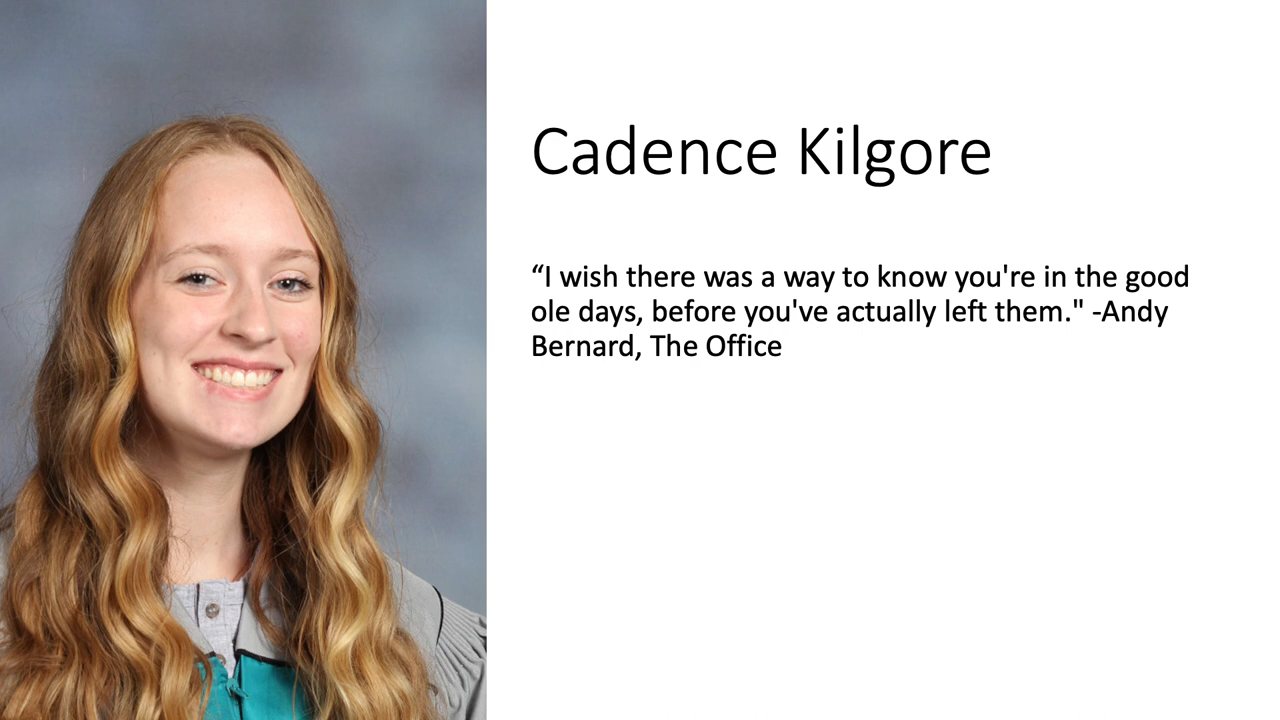 Cadence Kilgore
“I wish there was a way to know you're in the good
ole days, before you've actually left them." -Andy
Bernard, The Office